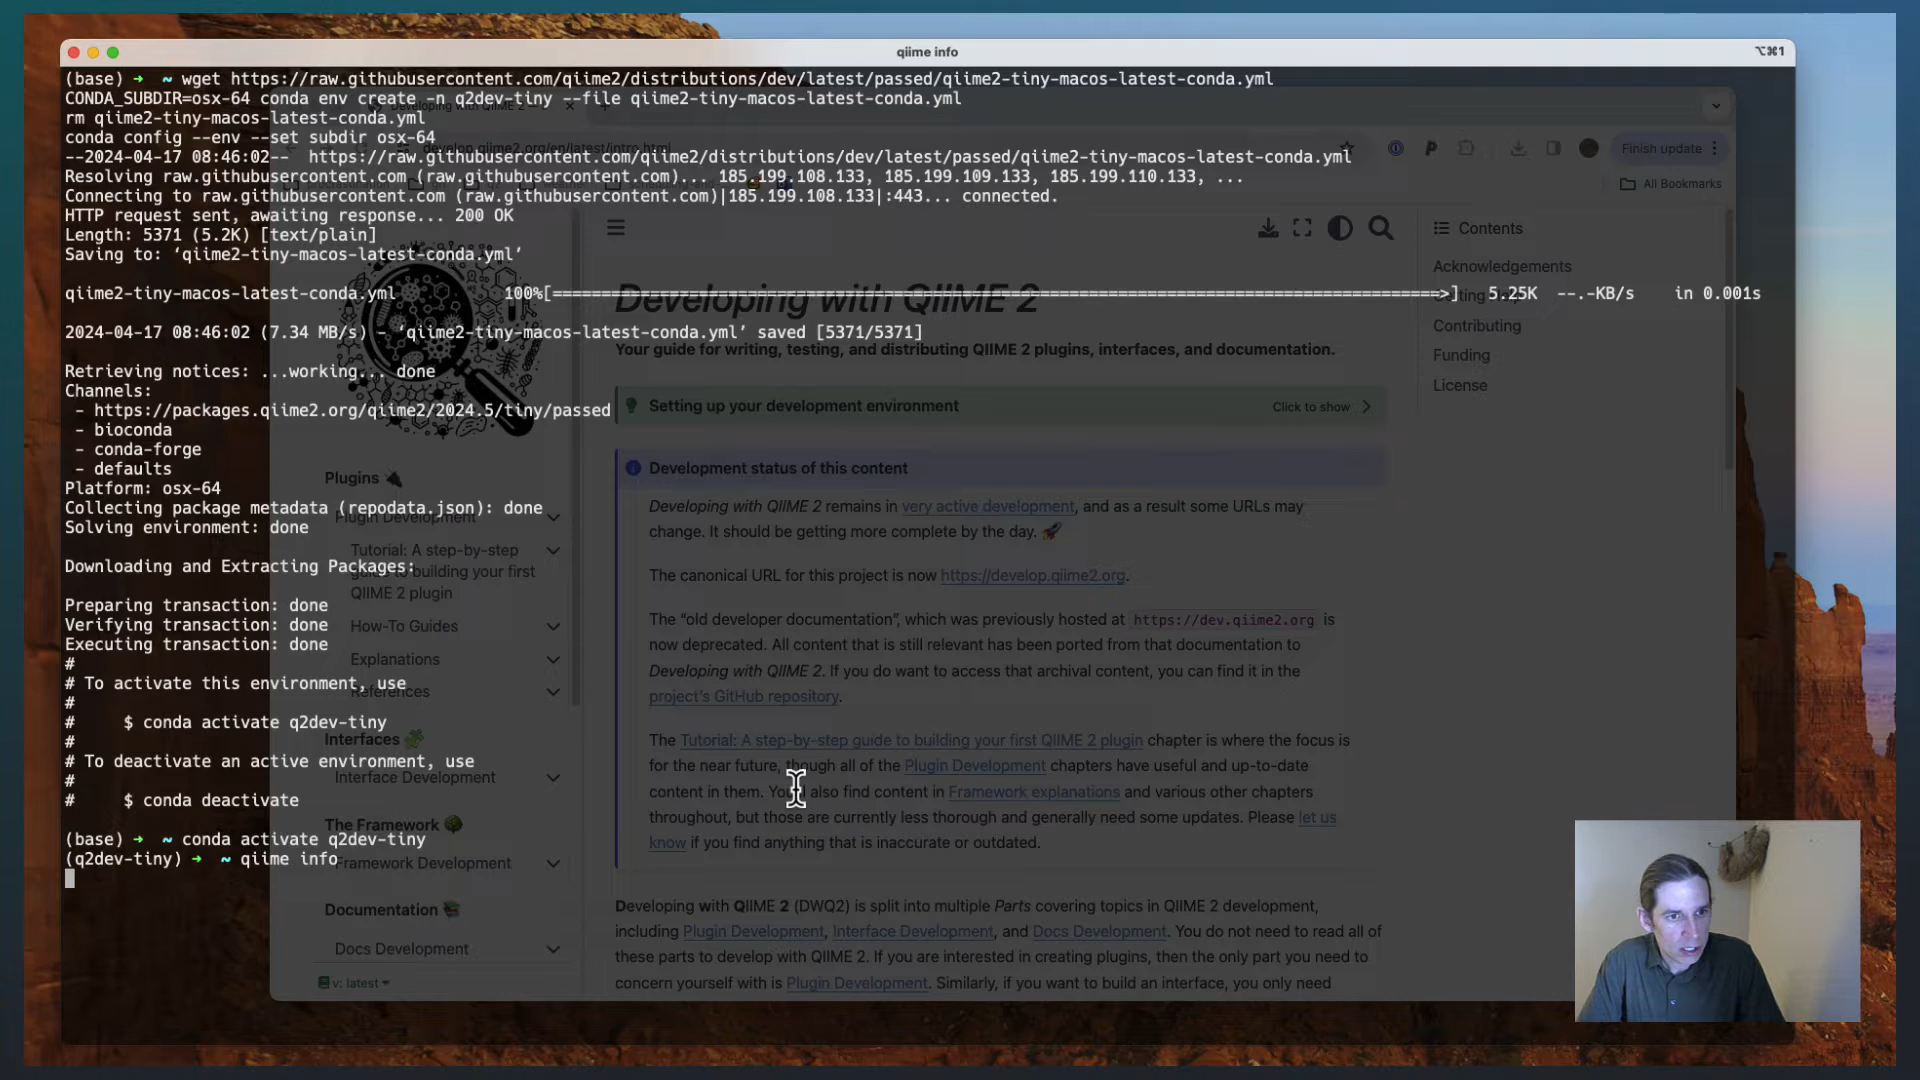 qiime info
⌥⌘1
(base) ➜ ~ wget https://raw.githubusercontent.com/qiime2/distributions/dev/latest/passed/qiime2-tiny-macos-latest-conda.yml
CONDA_SUBDIR=osx-64 conda env create -n q2dev-tiny --file qiime2-tiny-macos-latest-conda.yml
rm qiime2-tiny-macos-latest-conda.yml
conda config --env --set subdir osx-64
--2024-04-17 08:46:02-- https://raw.githubusercontent.com/qiime2/distributions/dev/latest/passed/qiime2-tiny-macos-latest-conda.yml
Resolving raw.githubusercontent.com (raw.githubusercontent.com)... 185.199.108.133, 185.199.109.133, 185.199.110.133, ...
Connecting to raw.githubusercontent.com (raw.githubusercontent.com)|185.199.108.133|:443... connected.
HTTP request sent, awaiting response... 200 OK
Length: 5371 (5.2K) [text/plain]
Saving to: ‘qiime2-tiny-macos-latest-conda.yml’
qiime2-tiny-macos-latest-conda.yml 100%[===================================================>] 5.25K --.-KB/s in 0.001s
2024-04-17 08:46:02 (7.34 MB/s) - ‘qiime2-tiny-macos-latest-conda.yml’ saved [5371/5371]
Retrieving notices: ...working... done
Channels:
- https://packages.qiime2.org/qiime2/2024.5/tiny/passed
- bioconda
- conda-forge
- defaults
Platform: osx-64
Collecting package metadata (repodata.json): done
Solving environment: done
Downloading and Extracting Packages:
Preparing transaction: done
Verifying transaction: done
Executing transaction: done
#
# To activate this environment, use
#
# $ conda activate q2dev-tiny
#
# To deactivate an active environment, use
#
# $ conda deactivate
(base) ➜ ~ conda activate q2dev-tiny
(q2dev-tiny) ➜ ~ qiime info
Developing with QIIME 2
develop.qiime2.org/en/latest/intro.html
Finish update
All Bookmarks
Plugins
Plugin Development
Tutorial: A step-by-step
guide to building your first
QIIME 2 plugin
How-To Guides
Explanations
References
Interfaces
Interface Development
The Framework
Framework Development
Documentation
Docs Development
v: latest
Developing with QIIME 2
Your guide for writing, testing, and distributing QIIME 2 plugins, interfaces, and documentation.
Setting up your development environment
Click to show
Development status of this content
Developing with QIIME 2 remains in very active development, and as a result some URLs may
change. It should be getting more complete by the day. 🚀
The canonical URL for this project is now https://develop.qiime2.org.
The “old developer documentation”, which was previously hosted at https://dev.qiime2.org is
now deprecated. All content that is still relevant has been ported from that documentation to
Developing with QIIME 2. If you do want to access that archival content, you can find it in the
project's GitHub repository.
The Tutorial: A step-by-step guide to building your first QIIME 2 plugin chapter is where the focus is
for the near future, though all of the Plugin Development chapters have useful and up-to-date
content in them. You'll also find content in Framework explanations and various other chapters
throughout, but those are currently less thorough and generally need some updates. Please let us
know if you find anything that is inaccurate or outdated.
Developing with QIIME 2 (DWQ2) is split into multiple Parts covering topics in QIIME 2 development,
including Plugin Development, Interface Development, and Docs Development. You do not need to read all of
these parts to develop with QIIME 2. If you are interested in creating plugins, then the only part you need to
concern yourself with is Plugin Development. Similarly, if you want to build an interface, you only need
Contents
Acknowledgements
Contributing
Funding
License